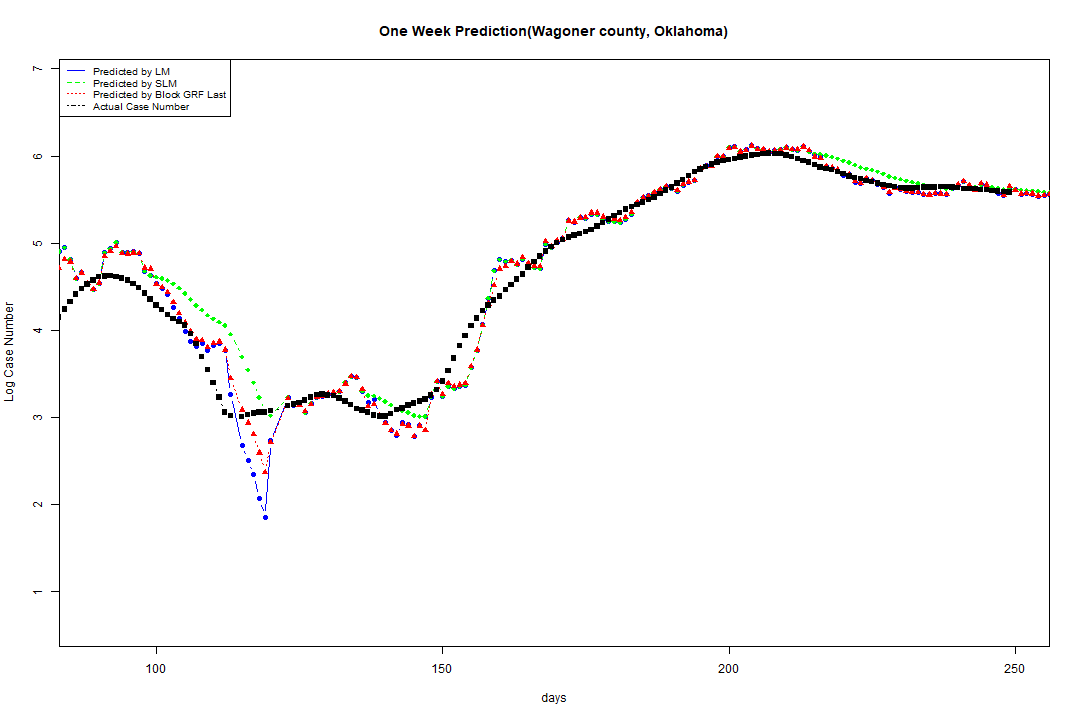 One Week Prediction(Wagoner county, Oklahoma)
Predicted by LM
Predicted by SLM
Predicted by Block GRF Last
Actual Case Number
7
6
5
4
3
2
1
Log Case Number
100 150 200 250
days